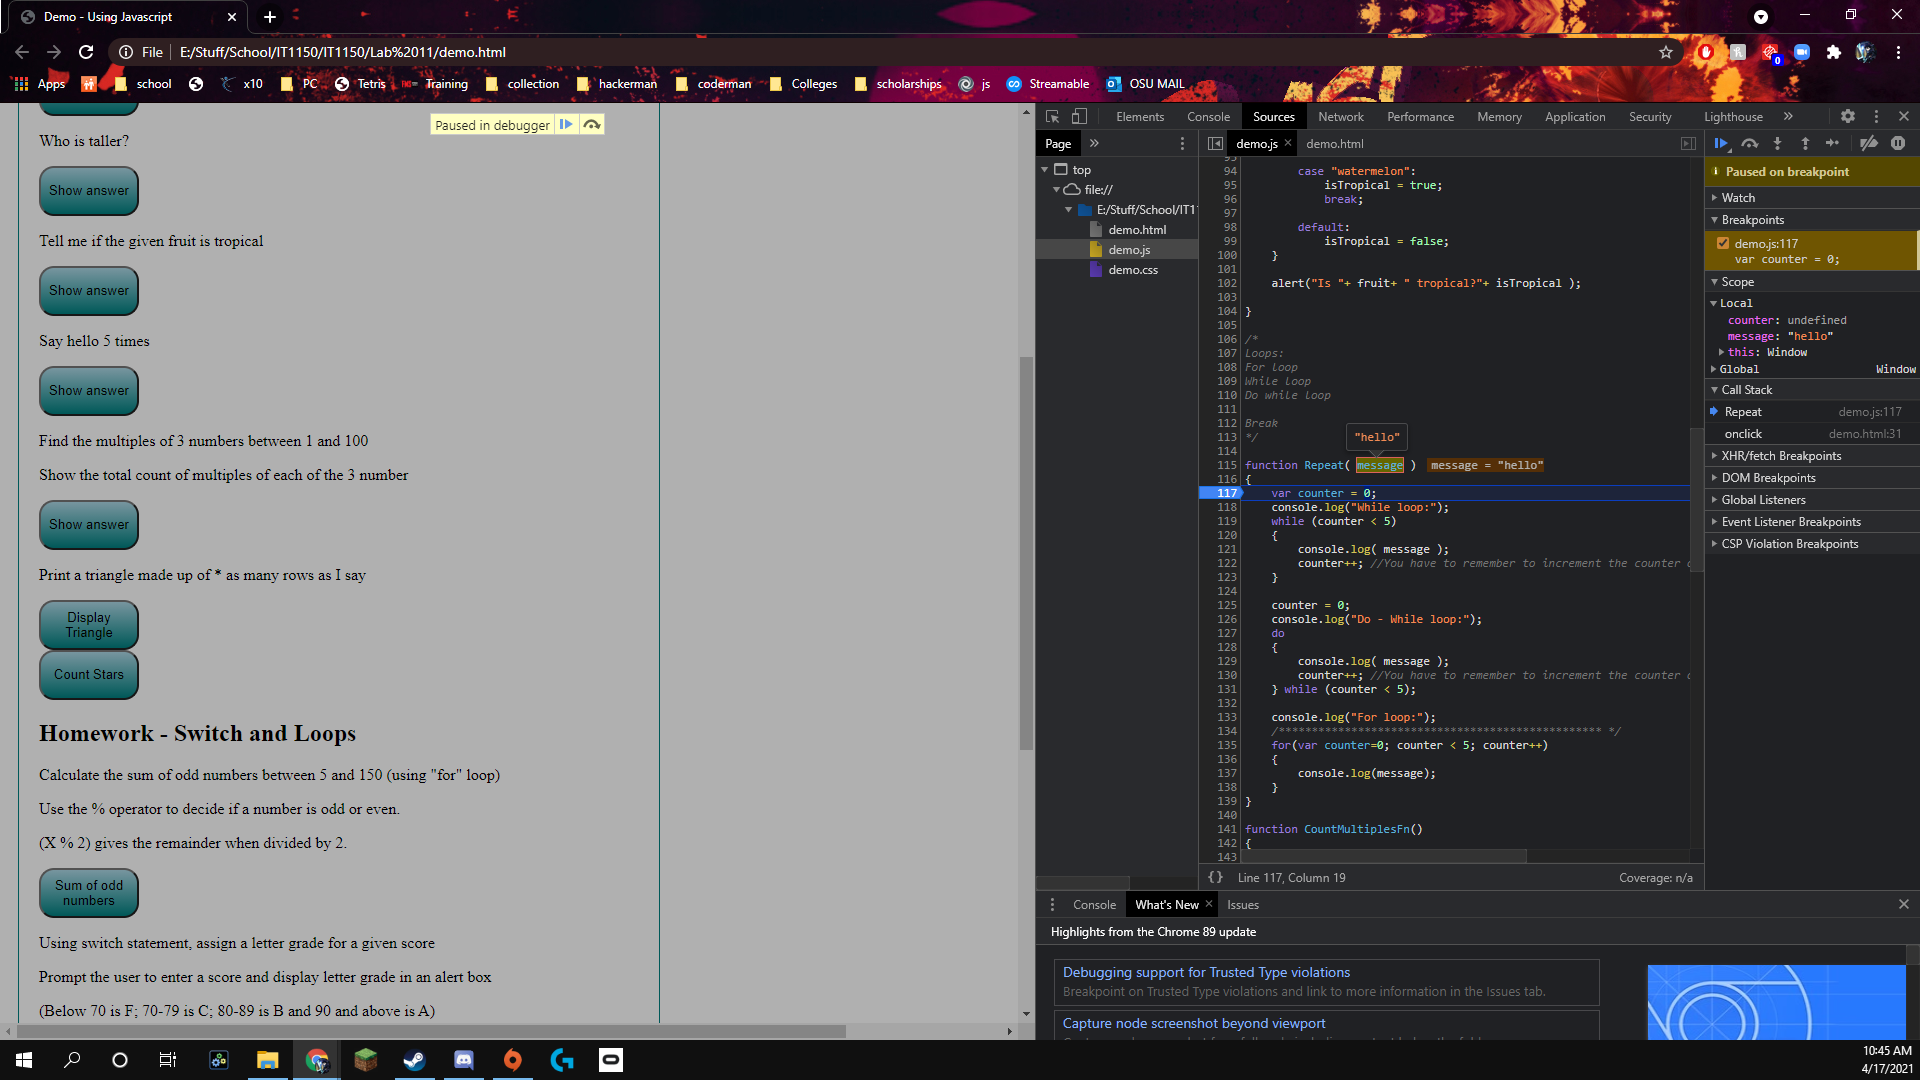 Demo - Using Javascript
File
E:/Stuff/School/IT1150/IT1150/Lab%2011/demo.html
0
Apps
school
x10
PC
Tetris
Training
collection
hackerman
coderman
Colleges
scholarships
js
Streamable
OSU MAIL
Paused in debugger
Who is taller?
Show answer
Tell me if the given fruit is tropical
Show answer
Say hello 5 times
Show answer
Find the multiples of 3 numbers between 1 and 100
Show the total count of multiples of each of the 3 number
Show answer
Print a triangle made up of * as many rows as I say
Display
Triangle
Count Stars
Homework - Switch and Loops
Calculate the sum of odd numbers between 5 and 150 (using "for" loop)
Use the % operator to decide if a number is odd or even.
(X % 2) gives the remainder when divided by 2.
Sum of odd
numbers
Using switch statement, assign a letter grade for a given score
Prompt the user to enter a score and display letter grade in an alert box
(Below 70 is F; 70-79 is C; 80-89 is B and 90 and above is A)
Elements
Console
Sources
Network
Performance
Memory
Application
Security
Lighthouse
Page
top
file://
E:/Stuff/School/IT1
demo.html
demo.js
demo.css
demo.js
demo.html
93
94 case "watermelon":
95 isTropical = true;
96 break;
97
98 default:
99 isTropical = false;
100 }
101
102 alert("Is "+ fruit+ " tropical?"+ isTropical );
103
104 }
105
106 /*
107 Loops:
108 For loop
109 While loop
110 Do while loop
111
112 Break
113 */
"hello"
114
115 function Repeat( message ) message = "hello"
116 {
117 var counter = 0;
118 console.log("While loop:");
119 while (counter < 5)
120 {
121 console.log( message );
122 counter++; //You have to remember to increment the counter
123 }
124
125 counter = 0;
126 console.log("Do - While loop:");
127 do
128 {
129 console.log( message );
130 counter++; //You have to remember to increment the counter
131 } while (counter < 5);
132
133 console.log("For loop:");
134 /************************************************* */
135 for(var counter=0; counter < 5; counter++)
136 {
137 console.log(message);
138 }
139 }
140
141 function CountMultiplesFn()
142 {
143
{} Line 117, Column 19
Coverage: n/a
Paused on breakpoint
Watch
Breakpoints
demo.js:117
var counter = 0;
Scope
Local
counter: undefined
message: "hello"
this: Window
Global Window
Call Stack
Repeat demo.js:117
onclick demo.html:31
XHR/fetch Breakpoints
DOM Breakpoints
Global Listeners
Event Listener Breakpoints
CSP Violation Breakpoints
Console
What's New
Issues
Highlights from the Chrome 89 update
Debugging support for Trusted Type violations
Breakpoint on Trusted Type violations and link to more information in the Issues tab.
Capture node screenshot beyond viewport
10:45 AM
4/17/2021